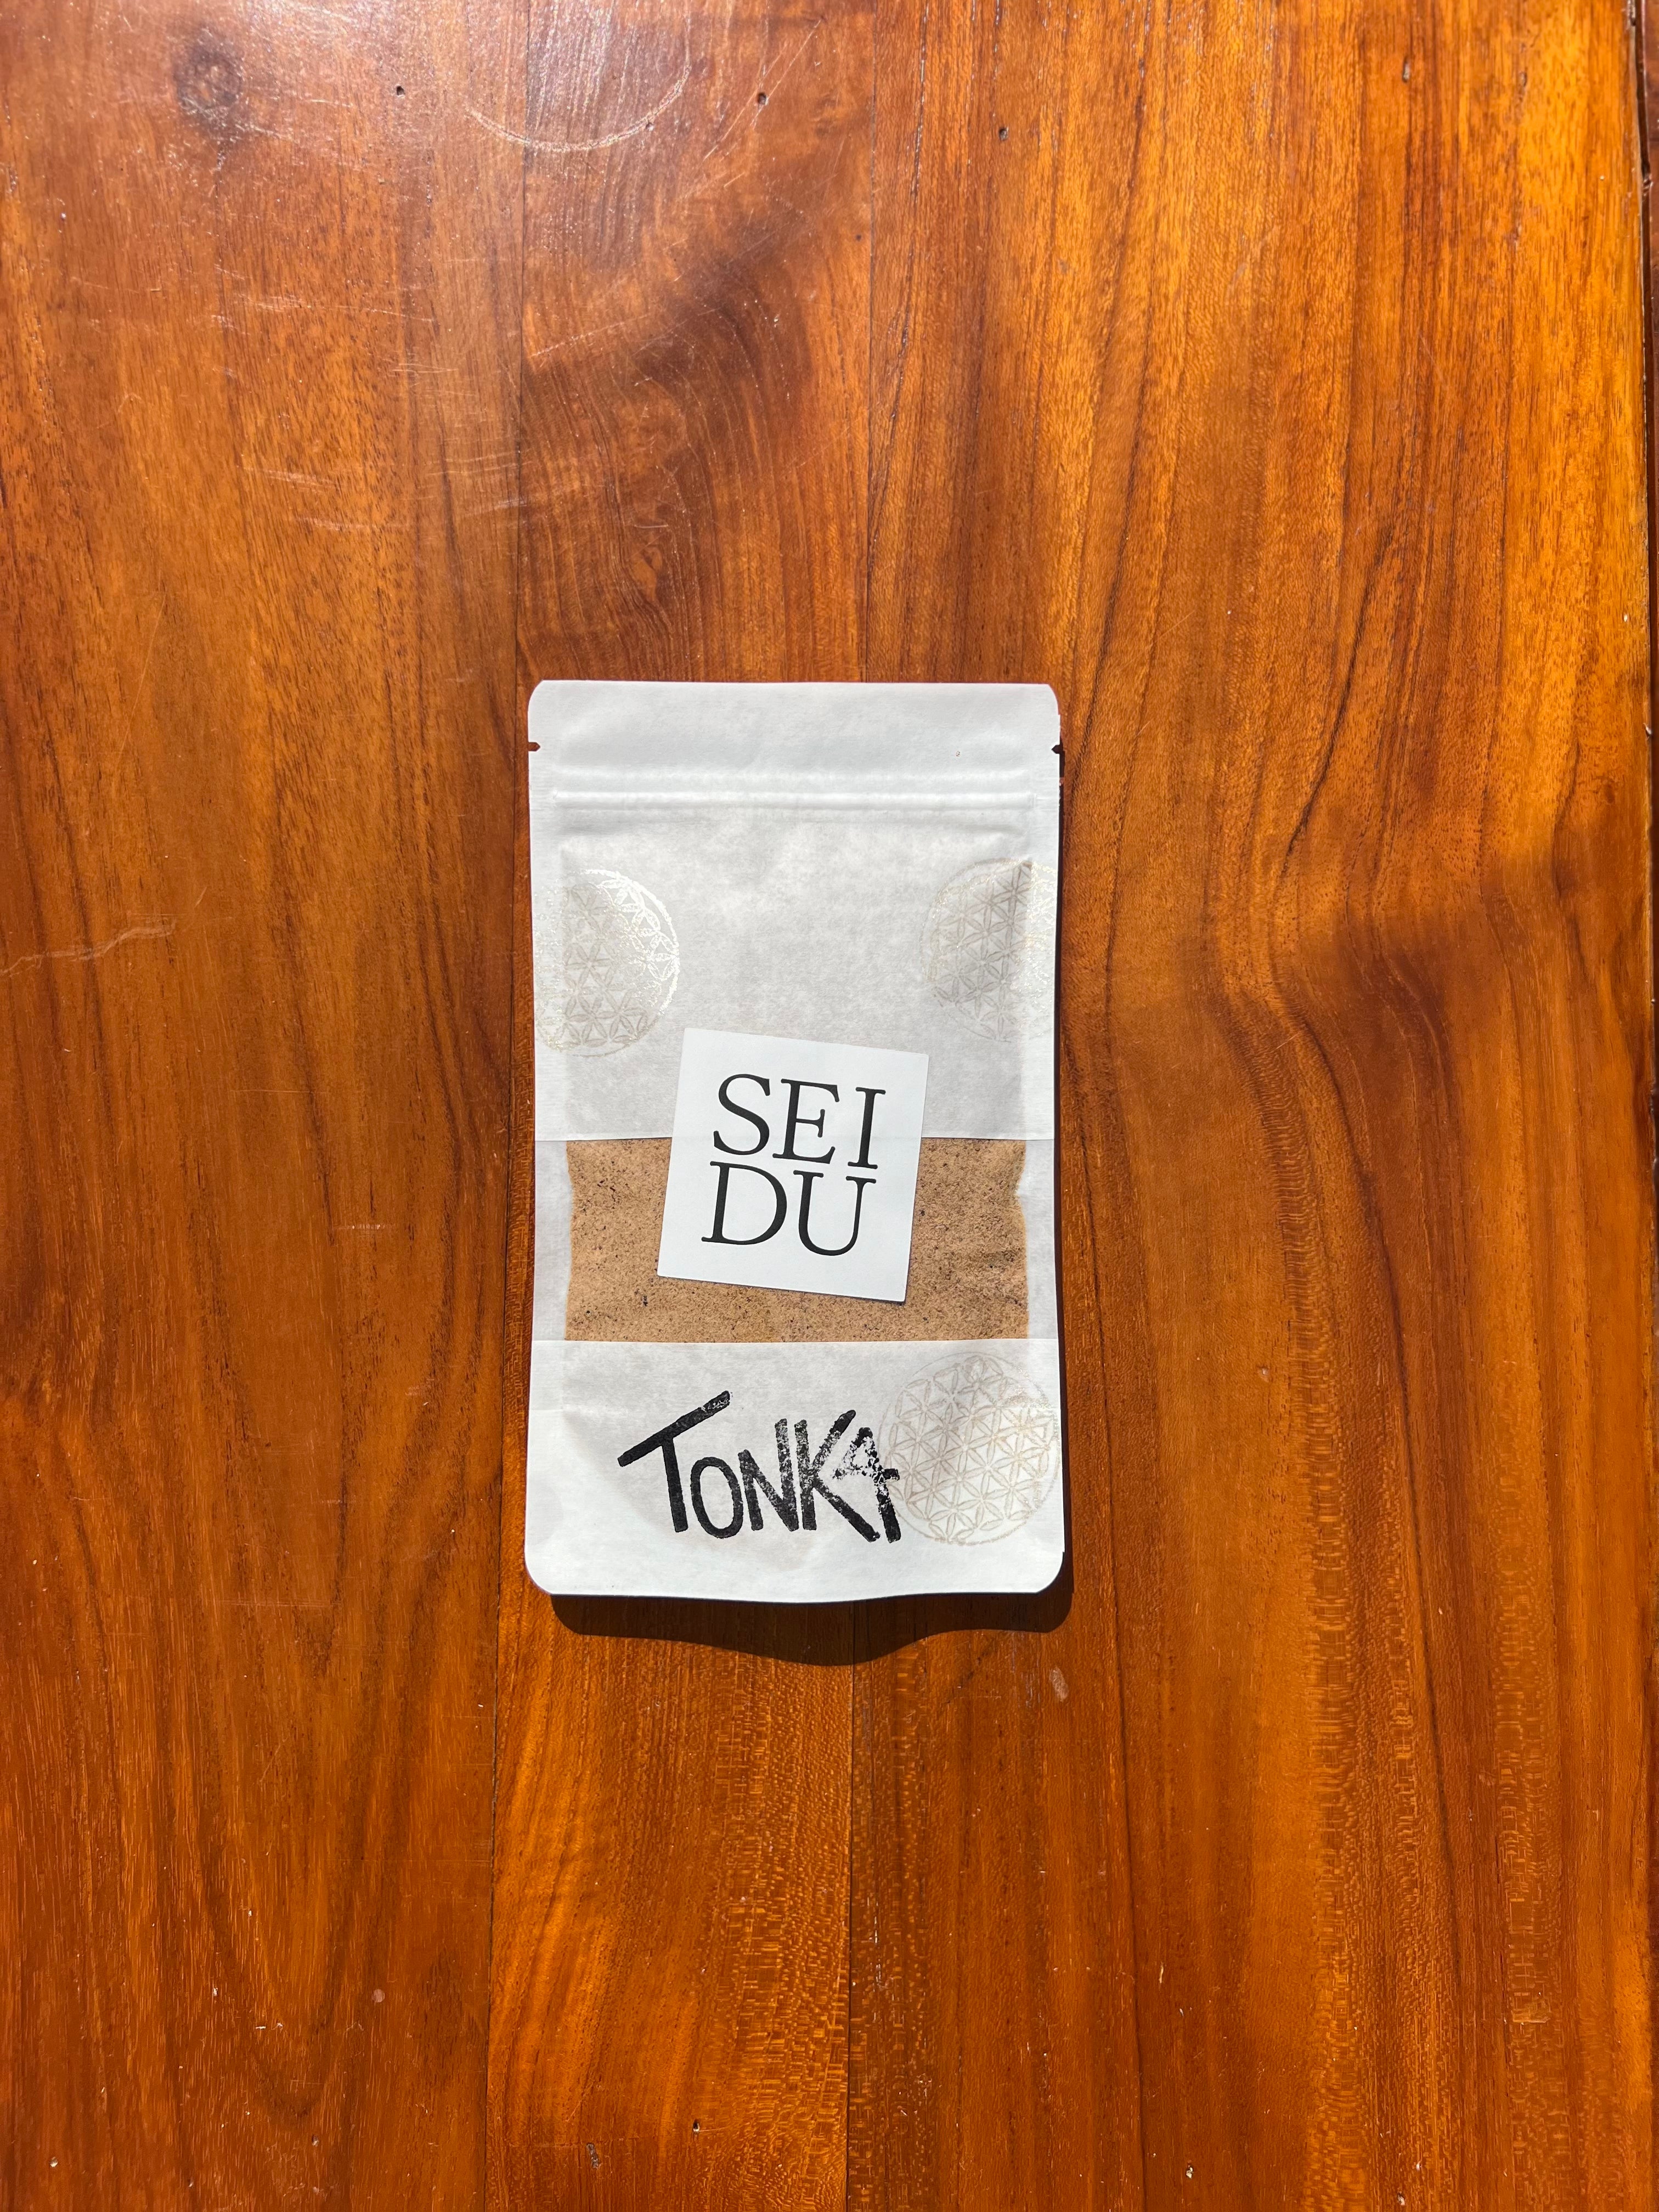 SEI
DU
TONKA